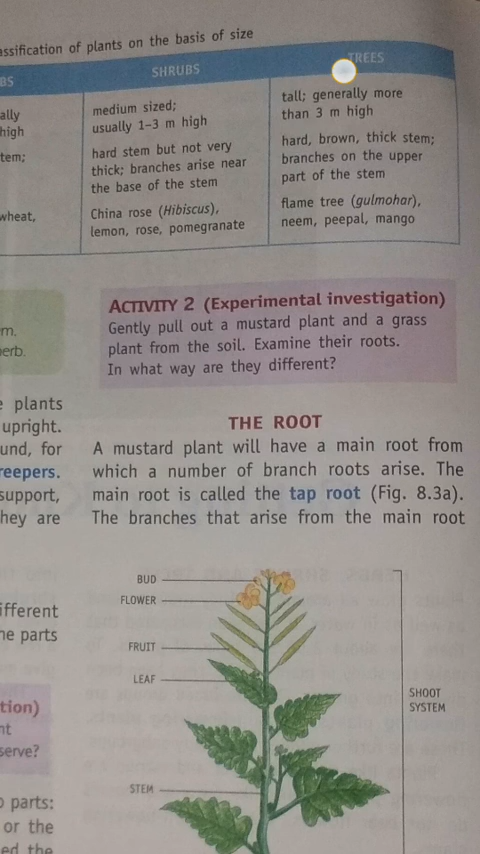 assification of plants on the basis of size
BS
SHRUBS
TREES
ally
high
tem;
wheat,
medium sized;
usually 1–3 m high
hard stem but not very
thick; branches arise near
the base of the stem
China rose (Hibiscus),
lemon, rose, pomegranate
tall; generally more
than 3 m high
hard, brown, thick stem;
branches on the upper
part of the stem
flame tree (gulmohar),
neem, peepal, mango
m.
erb.
ACTIVITY 2 (Experimental investigation)
Gently pull out a mustard plant and a grass
plant from the soil. Examine their roots.
In what way are they different?
e plants
upright.
und, for
reepers.
support,
hey are
ifferent
he parts
tion)
nt
serve?
o parts:
or the
ed the
THE ROOT
A mustard plant will have a main root from
which a number of branch roots arise. The
main root is called the tap root (Fig. 8.3a).
The branches that arise from the main root
BUD
FLOWER
FRUIT
LEAF
STEM
SHOOT
SYSTEM